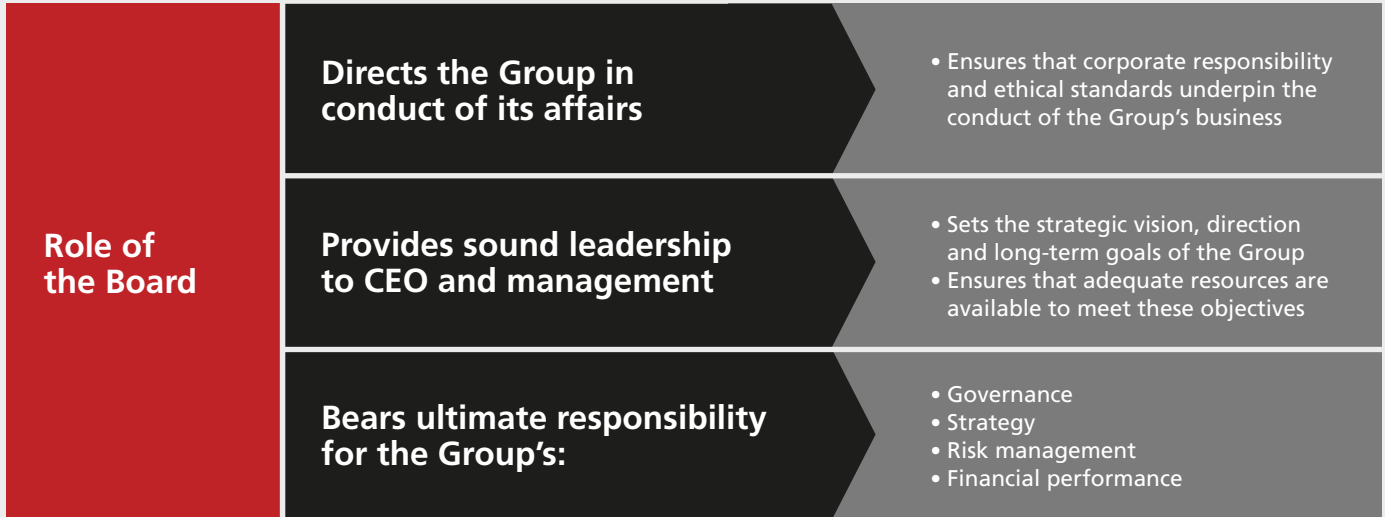 Role of
the Board
Directs the Group in
conduct of its affairs
• Ensures that corporate responsibility
and ethical standards underpin the
conduct of the Group’s business
Provides sound leadership
to CEO and management
• Sets the strategic vision, direction
and long-term goals of the Group
• Ensures that adequate resources are
available to meet these objectives
Bears ultimate responsibility
for the Group’s:
• Governance
• Strategy
• Risk management
• Financial performance